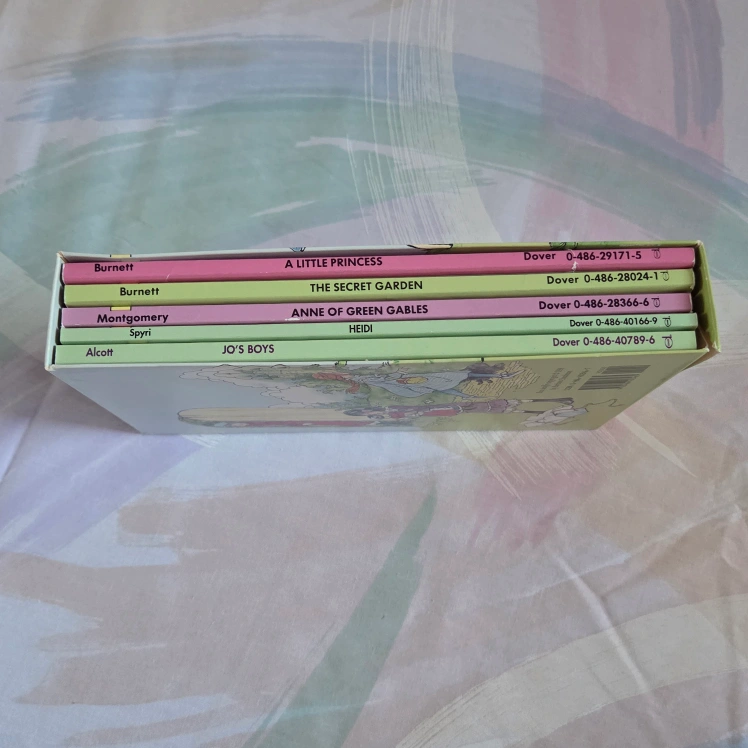 Burnett A LITTLE PRINCESS Dover 0-486-29171-5
Burnett THE SECRET GARDEN Dover 0-486-28024-1
Montgomery ANNE OF GREEN GABLES Dover 0-486-28366-6
Spyri HEIDI Dover 0-486-40166-9
Alcott JO'S BOYS Dover 0-486-40789-6